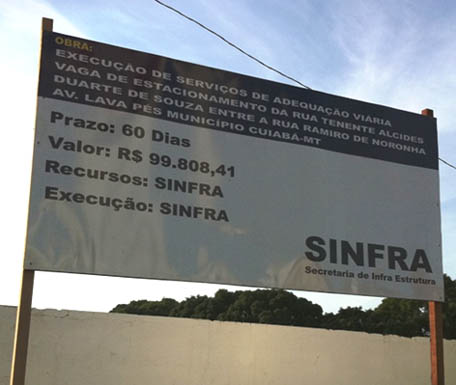 OBRA:
EXECUÇÃO DE SERVIÇOS DE ADEQUAÇÃO VIÁRIA
VAGA DE ESTACIONAMENTO DA RUA TENENTE ALCIDES
DUARTE DE SOUZA ENTRE A RUA RAMIRO DE NORONHA
AV. LAVA PÉS MUNICÍPIO CUIABÁ-MT
Prazo: 60 Dias
Valor: R$ 99.808,41
Recursos: SINFRA
Execução: SINFRA
SINFRA
Secretaria de Infra Estrutura